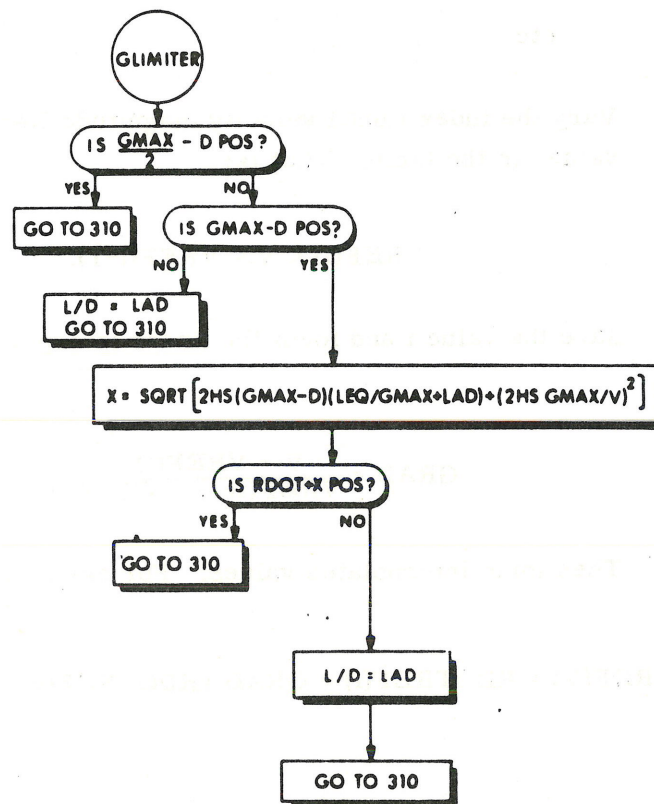 GLIMITER
IS GMAX/2 - D POS?
YES
NO
GO TO 310
IS GMAX-D POS?
NO
YES
L/D = LAD
GO TO 310
X = SQRT [2HS(GMAX-D)(LEQ/GMAX+LAD)+(2HS GMAX/V)²]
IS RDOT+X POS?
YES
NO
GO TO 310
L/D = LAD
GO TO 310